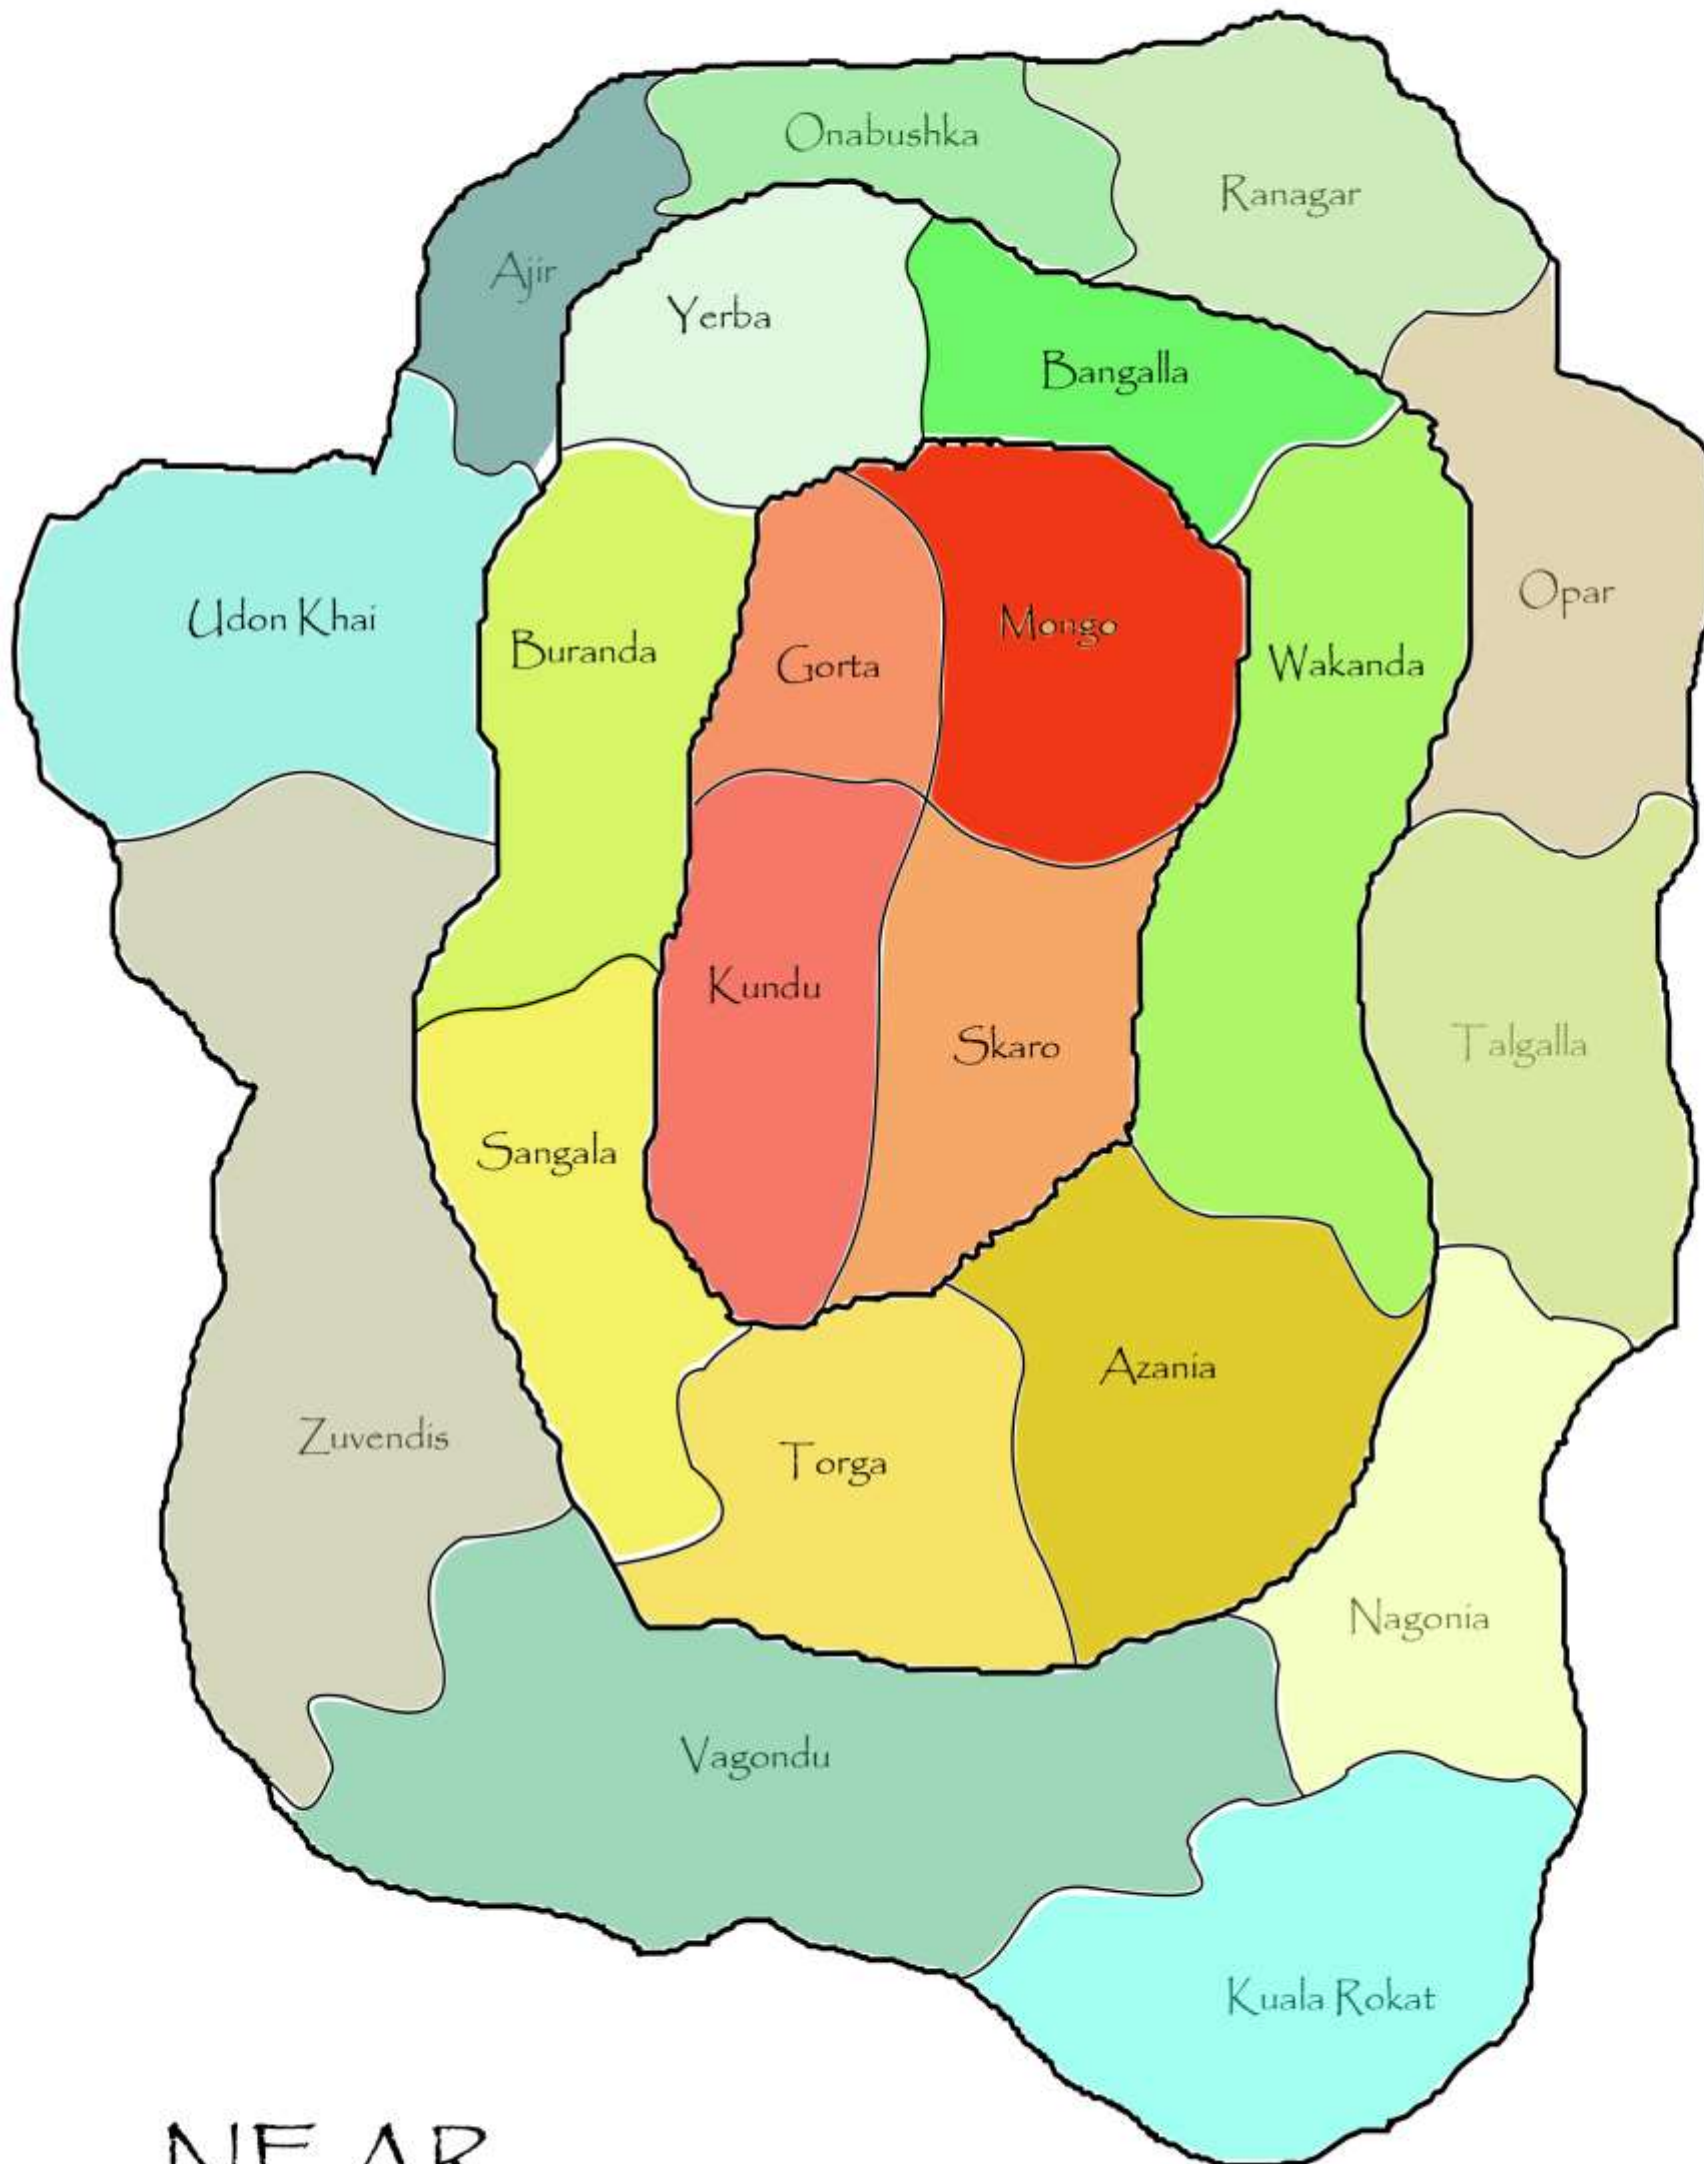 Onabushka
Ranagar
Ajir
Yerba
Bangalla
Opar
Udon Khai
Mongo
Buranda
Gorta
Wakanda
Kundu
Skaro
Talgalla
Sangala
Azania
Zuvendis
Torga
Nagonia
Vagondu
Kuala Rokat
NEAR